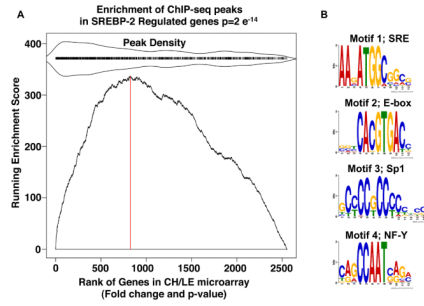 A
Enrichment of ChIP-seq peaks
in SREBP-2 Regulated genes p=2 e-14
Peak Density
400
300
200
100
0
Running Enrichment Score
0 500 1000 1500 2000 2500
Rank of Genes in CH/LE microarray
(Fold change and p-value)
B
Motif 1; SRE
Motif 2; E-box
Motif 3; Sp1
Motif 4; NF-Y